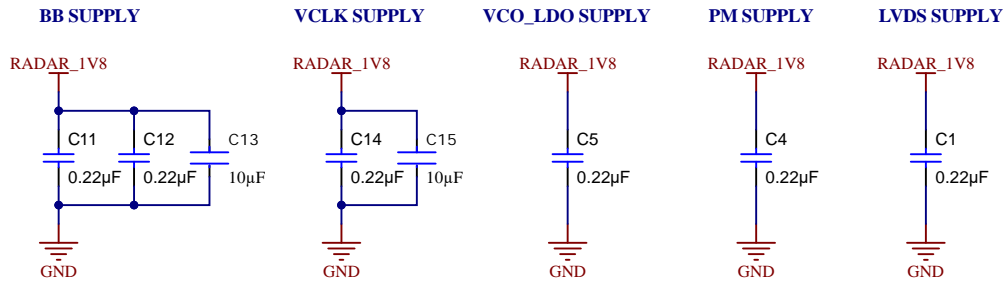 BB SUPPLY
VCLK SUPPLY
VCO_LDO SUPPLY
PM SUPPLY
LVDS SUPPLY
RADAR_1V8
RADAR_1V8
RADAR_1V8
RADAR_1V8
RADAR_1V8
C11
C12
C13
C14
C15
C5
C4
C1
0.22µF
0.22µF
10µF
0.22µF
10µF
0.22µF
0.22µF
0.22µF
GND
GND
GND
GND
GND